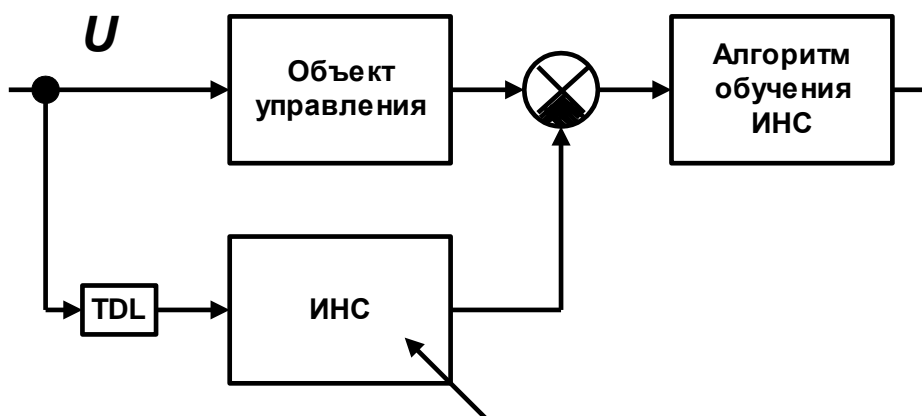 U
Объект
управления
Алгоритм
обучения
ИНС
TDL
ИНС